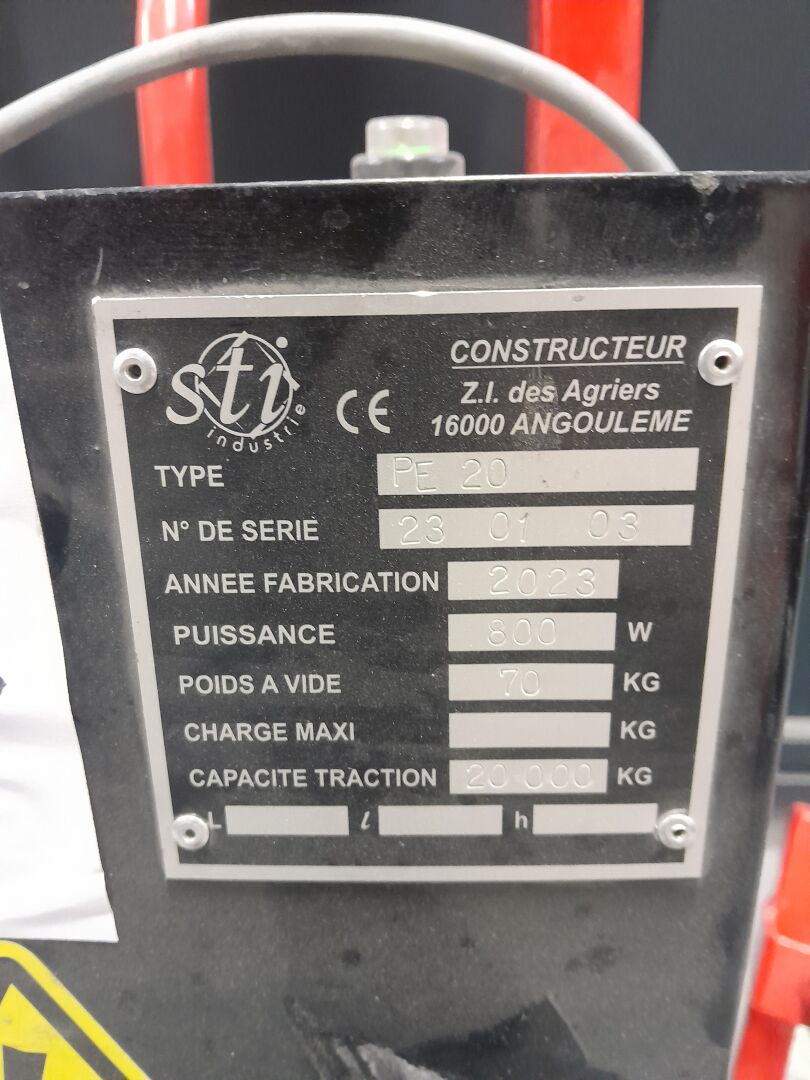 sti
industrie
CE
CONSTRUCTEUR
Z.I. des Agriers
16000 ANGOULEME
TYPE PE 20
N° DE SERIE 23 01 03
ANNEE FABRICATION 2023
PUISSANCE 800 W
POIDS A VIDE 70 KG
CHARGE MAXI KG
CAPACITE TRACTION 20 000 KG
L l h